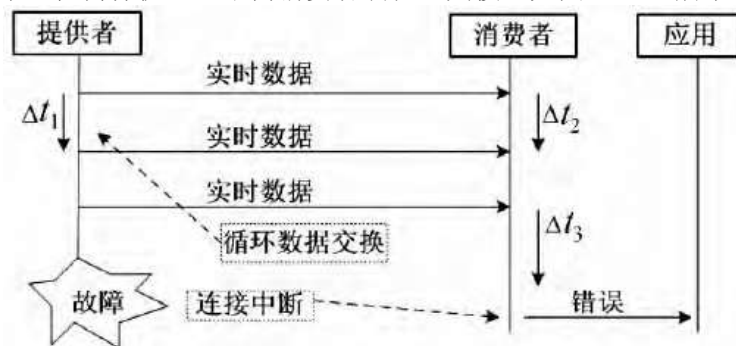 提供者 消费者 应用
实时数据
Δt₁ Δt₂
实时数据
实时数据
循环数据交换 Δt₃
故障 连接中断 错误